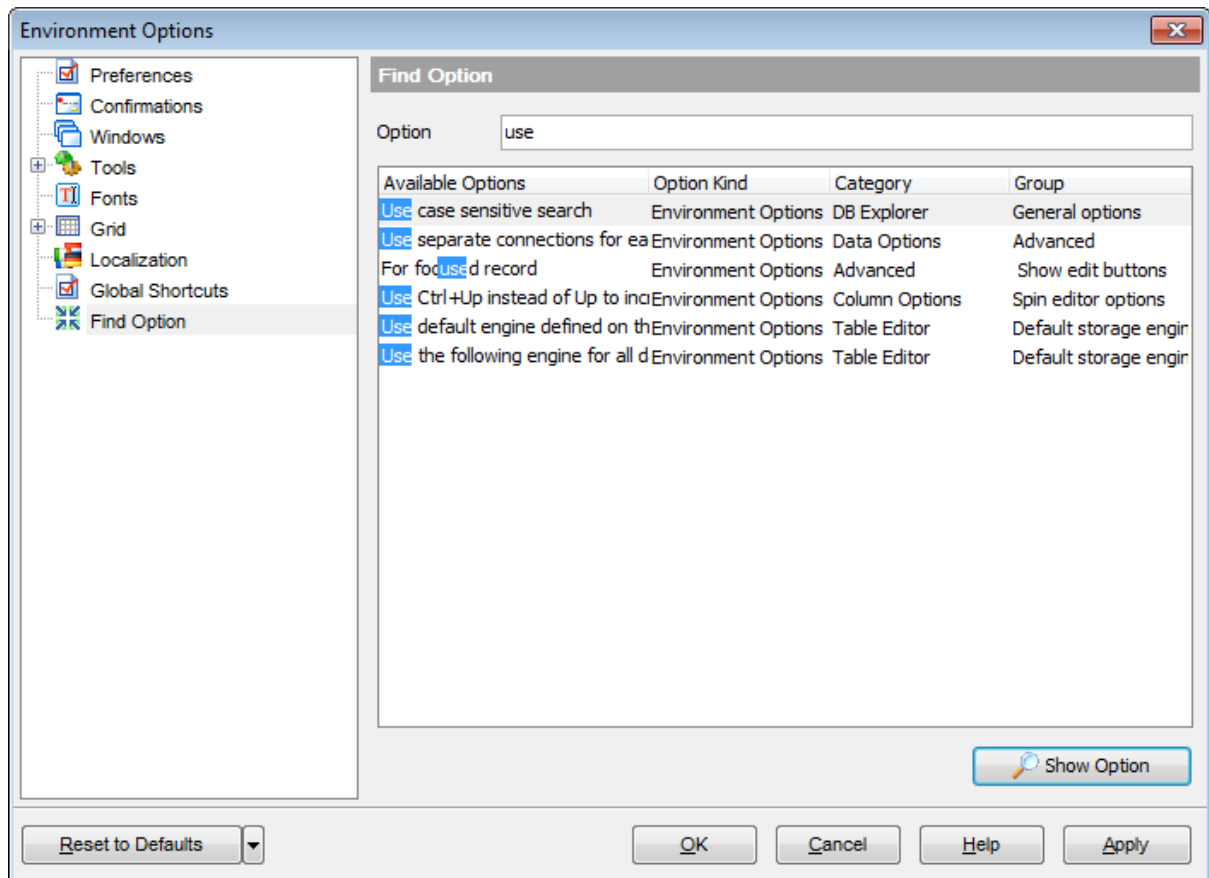 Environment Options
Preferences
Confirmations
Windows
Tools
Fonts
Grid
Localization
Global Shortcuts
Find Option
Find Option
Option use
Available Options Option Kind Category Group
Use case sensitive search Environment Options DB Explorer General options
Use separate connections for ea Environment Options Data Options Advanced
For focused record Environment Options Advanced Show edit buttons
Use Ctrl+Up instead of Up to inc Environment Options Column Options Spin editor options
Use default engine defined on th Environment Options Table Editor Default storage engin
Use the following engine for all d Environment Options Table Editor Default storage engin
Show Option
Reset to Defaults OK Cancel Help Apply